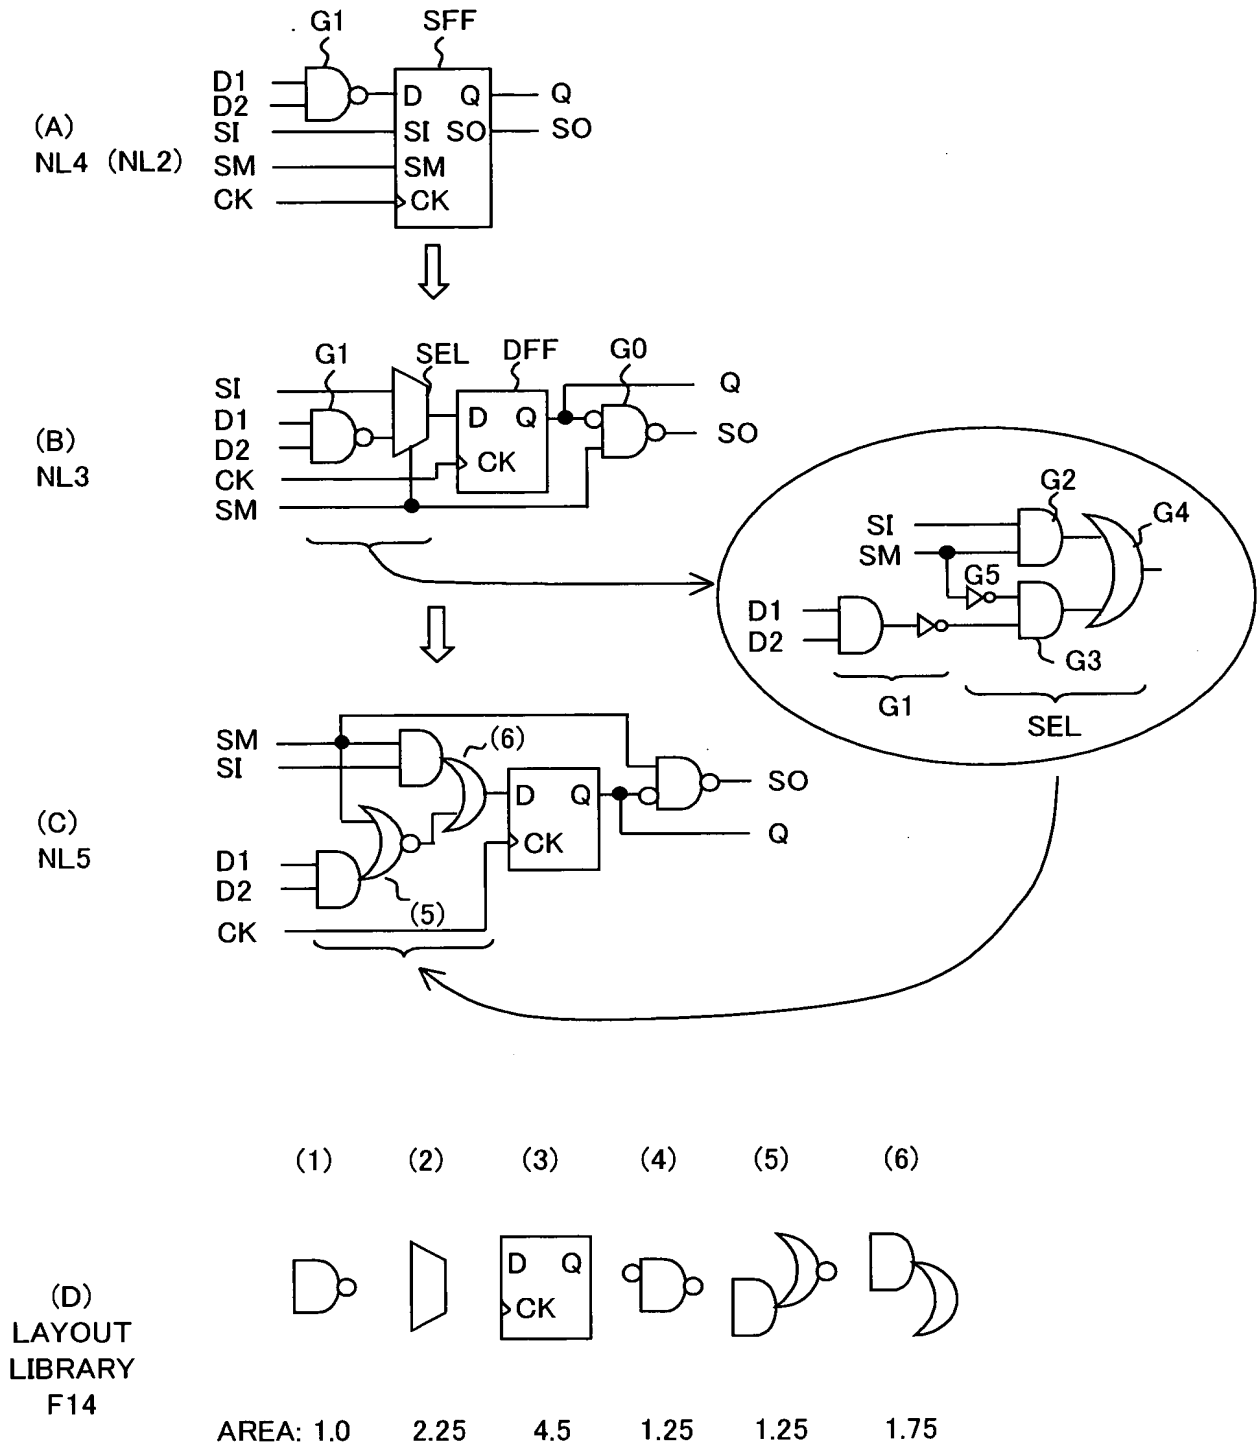 G1 SFF
D1
D2
SI
SM
CK
D Q
SI SO
SM
CK
Q
SO
(A)
NL4 (NL2)
G1 SEL DFF G0
SI
D1
D2
CK
SM
D Q
CK
Q
SO
(B)
NL3
G2
G4
SI
SM
G5
D1
D2
G3
G1
SEL
SM
SI
(6)
D Q
CK
SO
Q
(C)
NL5
D1
D2
(5)
CK
(1) (2) (3) (4) (5) (6)
D Q
CK
(D)
LAYOUT
LIBRARY
F14
AREA: 1.0 2.25 4.5 1.25 1.25 1.75